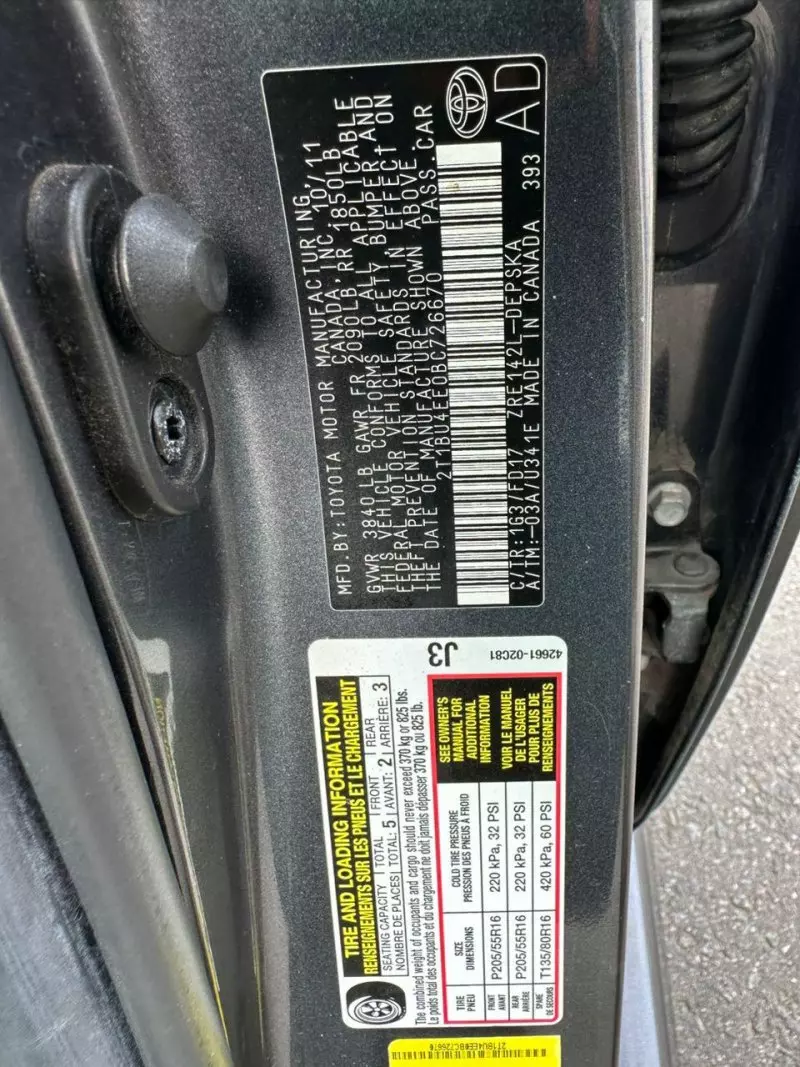 MFD. BY: TOYOTA MOTOR MANUFACTURING,
CANADA, INC. 10/11
GVWR 3840 LB GAWR FR 2090 LB RR 1850LB
THIS VEHICLE CONFORMS TO ALL APPLICABLE
FEDERAL MOTOR VEHICLE SAFETY, BUMPER, AND
THEFT PREVENTION STANDARDS IN EFFECT ON
THE DATE OF MANUFACTURE SHOWN ABOVE.
2T1BU4EE0BC726670 PASS. CAR
C/TR: 1G3/FD17 ZRE142L-DEPSKA
A/TM: -03A/U341E MADE IN CANADA 393
AD
J3
42661-02C81
TIRE AND LOADING INFORMATION
RENSEIGNEMENTS SUR LES PNEUS ET LE CHARGEMENT
SEATING CAPACITY TOTAL 5 FRONT 2 REAR 3
NOMBRE DE PLACES TOTAL: AVANT: ARRIÈRE:
The combined weight of occupants and cargo should never exceed 370 kg or 825 lbs.
Le poids total des occupants et du chargement ne doit jamais dépasser 370 kg ou 825 lb.
TIRE PNEU SIZE DIMENSIONS COLD TIRE PRESSURE PRESSION DES PNEUS À FROID
FRONT AVANT P205/55R16 220 kPa, 32 PSI
REAR ARRIÈRE P205/55R16 220 kPa, 32 PSI
SPARE DE SECOURS T135/80R16 420 kPa, 60 PSI
SEE OWNER'S
MANUAL FOR
ADDITIONAL
INFORMATION
VOIR LE MANUEL
DE L'USAGER
POUR PLUS DE
RENSEIGNEMENTS
2T1BU4EE0BC726670